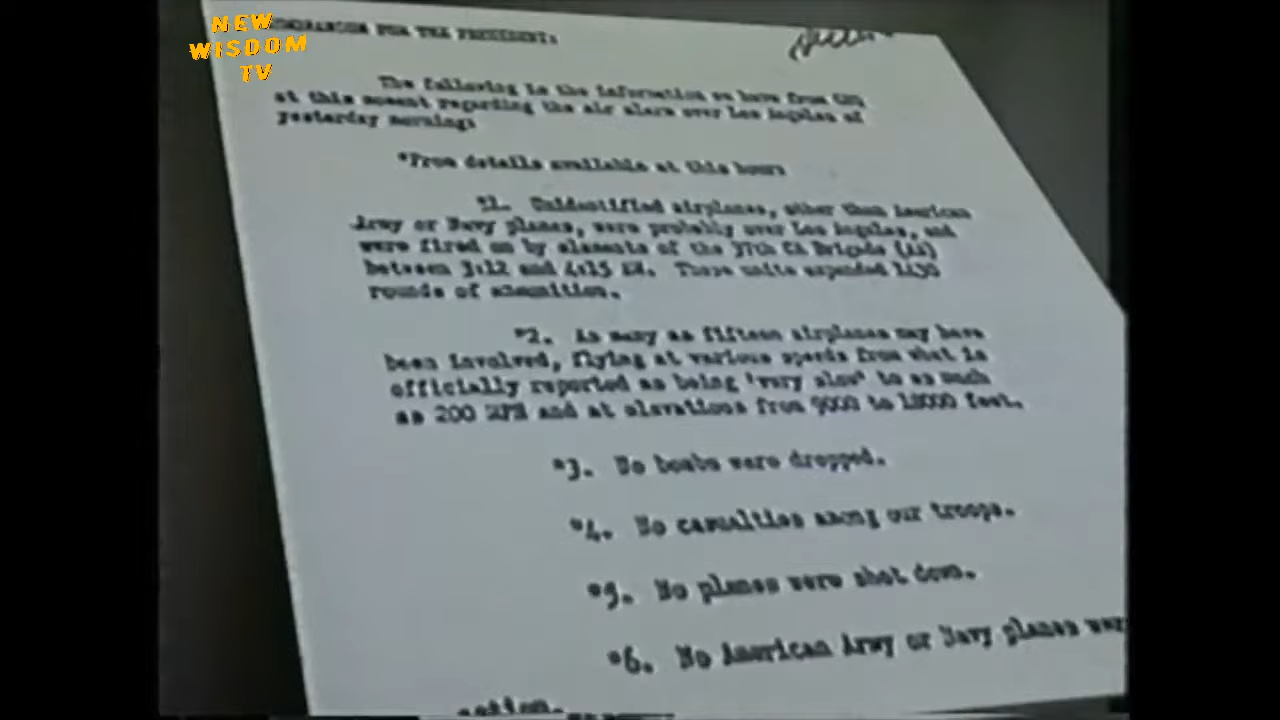 NEW
WISDOM
TV
MEMORANDUM FOR THE PRESIDENT:
The following is the information we have from GHQ
at this moment regarding the air alarm over Los Angeles of
yesterday morning:
"From details available at this hour:
"1. Unidentified airplanes, other than American
Army or Navy planes, were probably over Los Angeles, and
were fired on by elements of the 37th CA Brigade (AA)
between 3:12 and 4:15 AM. These units expended 1430
rounds of ammunition.
"2. As many as fifteen airplanes may have
been involved, flying at various speeds from what is
officially reported as being 'very slow' to as much
as 200 MPH and at elevations from 9000 to 18000 feet.
"3. No bombs were dropped.
"4. No casualties among our troops.
"5. No planes were shot down.
"6. No American Army or Navy planes wer
action.